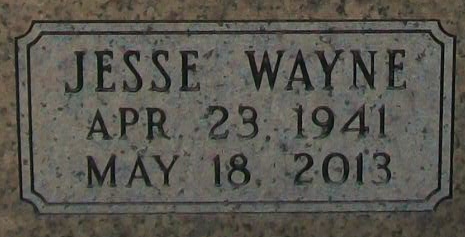 JESSE WAYNE
APR 23, 1941
MAY 18, 2013